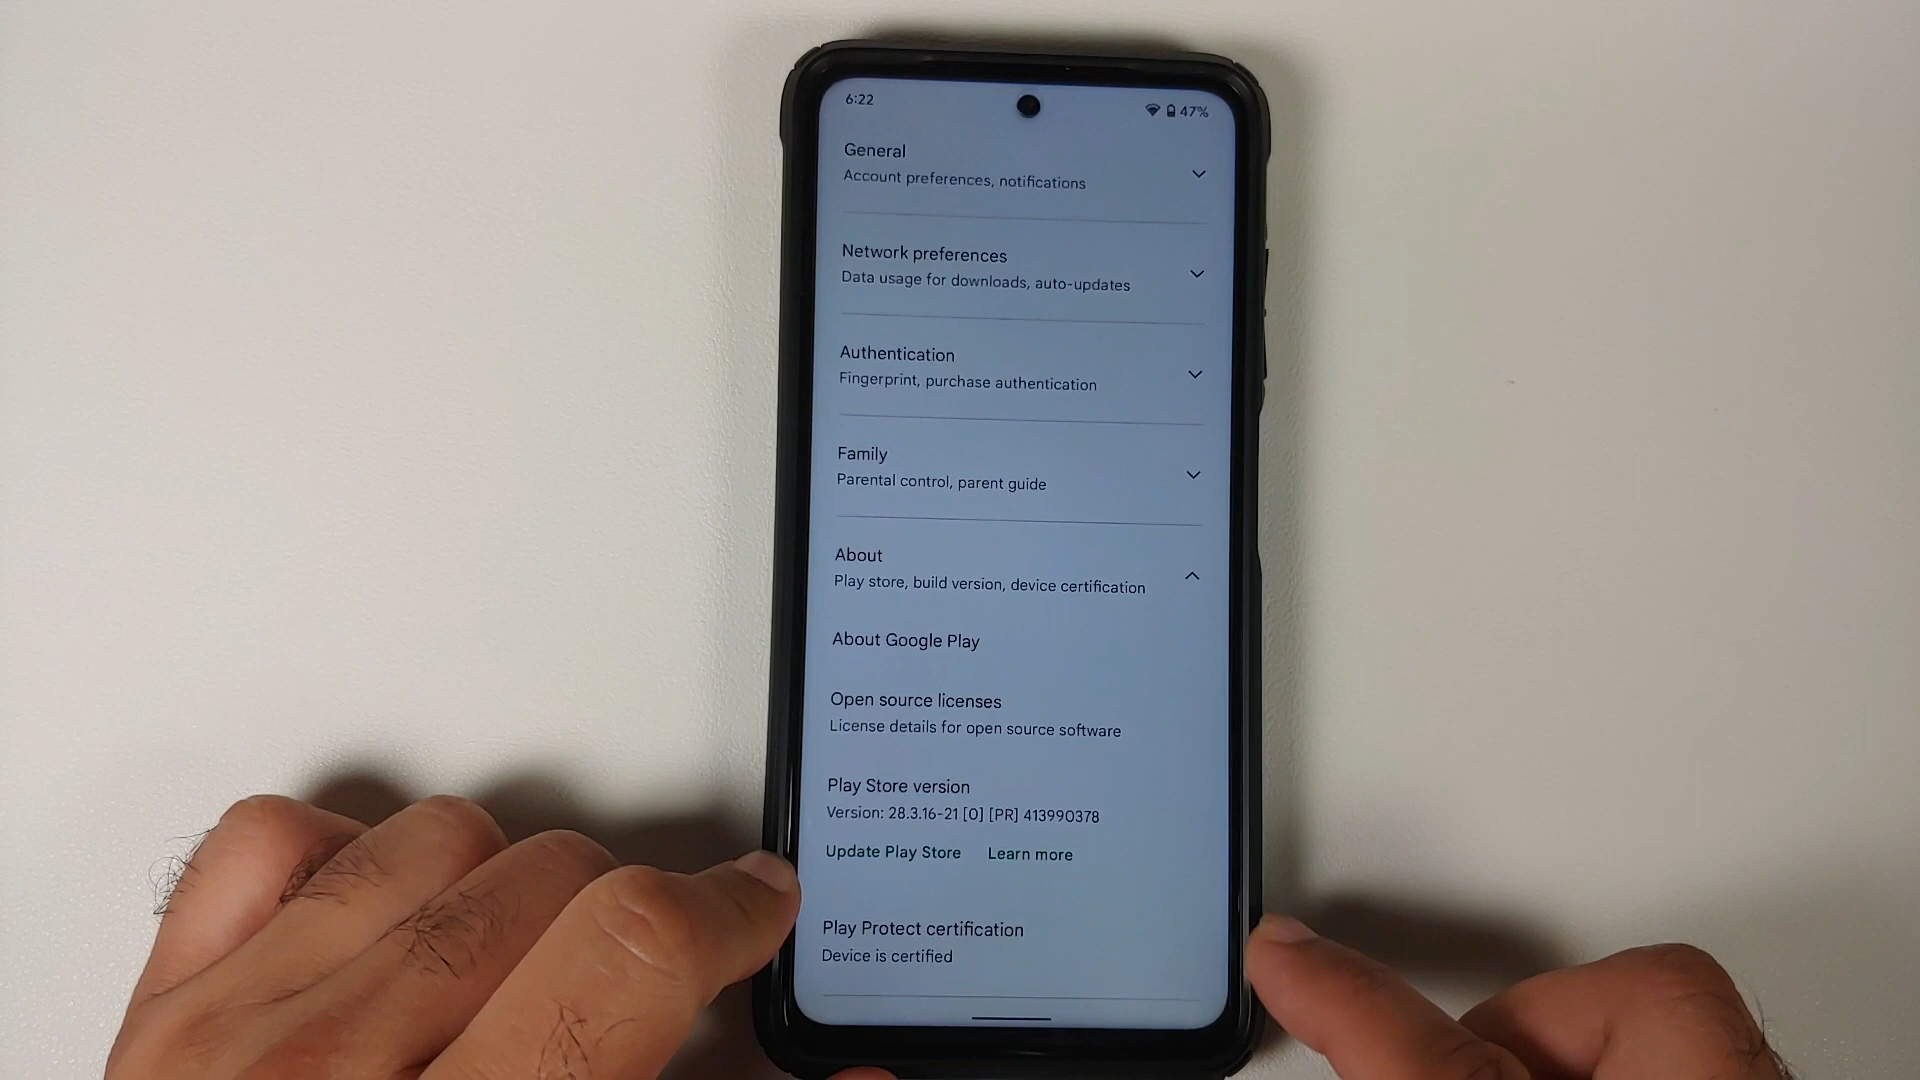 6:22
47%
General
Account preferences, notifications
Network preferences
Data usage for downloads, auto-updates
Authentication
Fingerprint, purchase authentication
Family
Parental control, parent guide
About
Play store, build version, device certification
About Google Play
Open source licenses
License details for open source software
Play Store version
Version: 28.3.16-21 [0] [PR] 413990378
Update Play Store Learn more
Play Protect certification
Device is certified